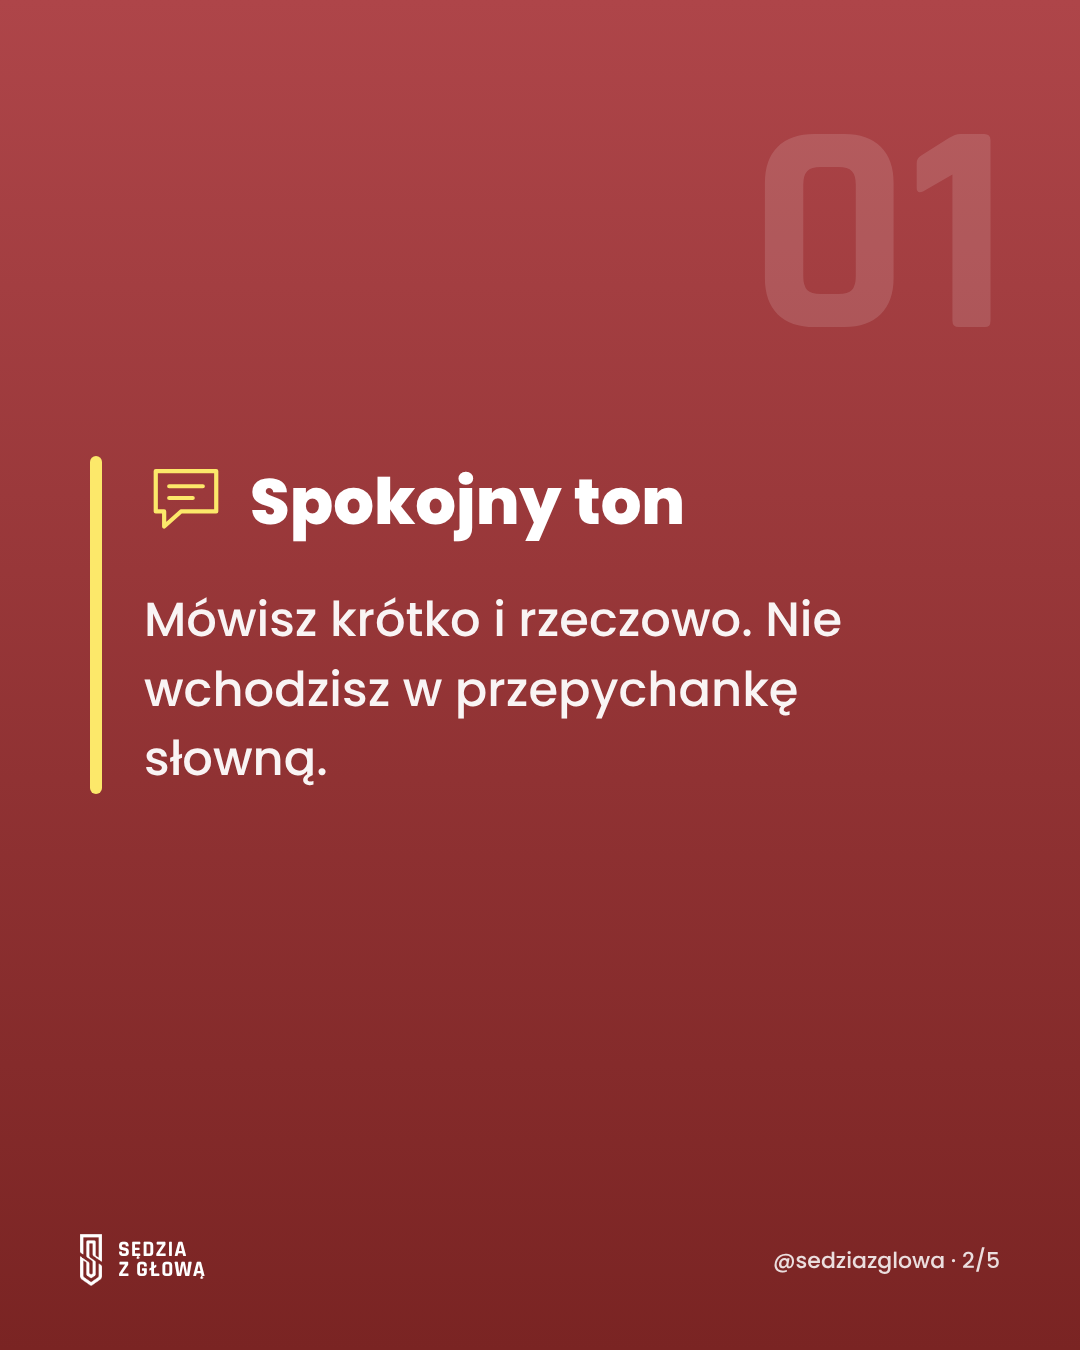 01
Spokojny ton
Mówisz krótko i rzeczowo. Nie
wchodzisz w przepychankę
słowną.
SĘDZIA
Z GŁOWĄ
@sedziazglowa · 2/5